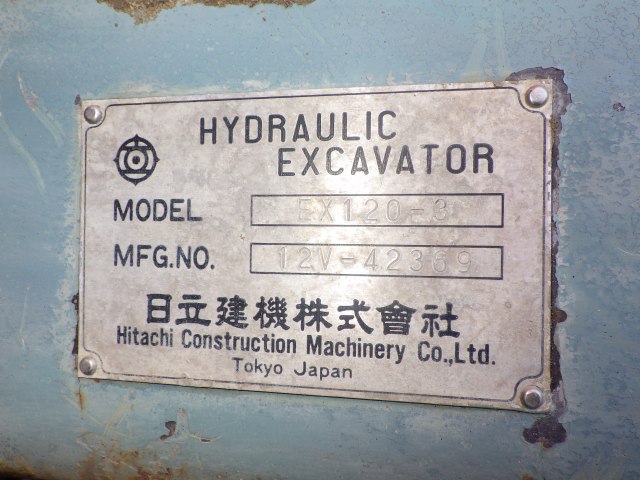 HYDRAULIC
EXCAVATOR
MODEL EX120-3
MFG.NO. 12V-42369
日立建機株式會社
Hitachi Construction Machinery Co.,Ltd.
Tokyo Japan